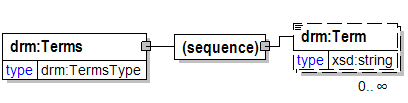 drm:Terms
type drm:TermsType
(sequence)
drm:Term
type xsd:string
0.. ∞